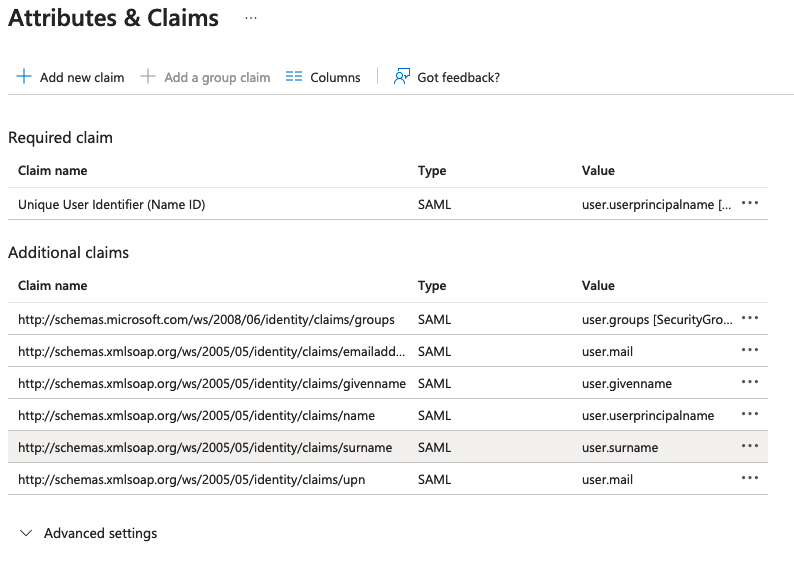 Attributes & Claims ...
Add new claim Add a group claim Columns Got feedback?
Required claim
Claim name Type Value
Unique User Identifier (Name ID) SAML user.userprincipalname [... ...
Additional claims
Claim name Type Value
http://schemas.microsoft.com/ws/2008/06/identity/claims/groups SAML user.groups [SecurityGro... ...
http://schemas.xmlsoap.org/ws/2005/05/identity/claims/emailadd... SAML user.mail ...
http://schemas.xmlsoap.org/ws/2005/05/identity/claims/givenname SAML user.givenname ...
http://schemas.xmlsoap.org/ws/2005/05/identity/claims/name SAML user.userprincipalname ...
http://schemas.xmlsoap.org/ws/2005/05/identity/claims/surname SAML user.surname ...
http://schemas.xmlsoap.org/ws/2005/05/identity/claims/upn SAML user.mail ...
Advanced settings